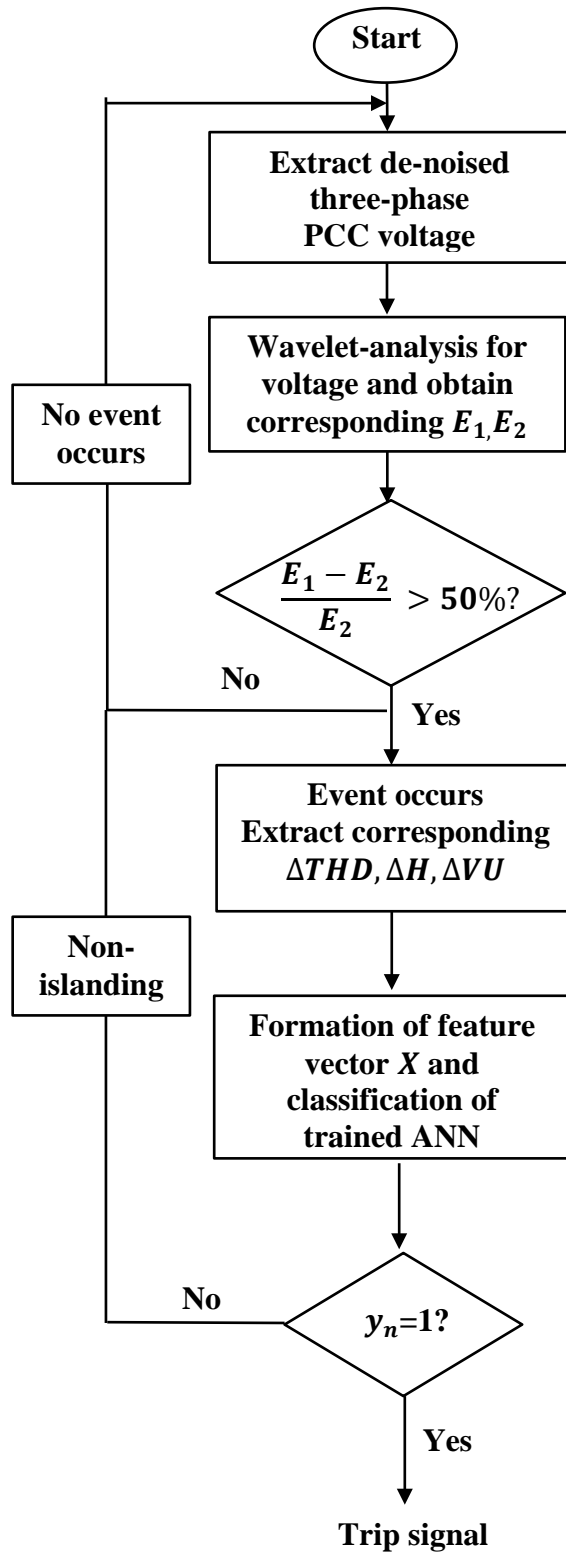 Start
Extract de-noised
three-phase
PCC voltage
Wavelet-analysis for
voltage and obtain
corresponding E₁,E₂
No event
occurs
E₁ − E₂
E₂
> 50%?
No
Yes
Event occurs
Extract corresponding
ΔTHD, ΔH, ΔVU
Non-
islanding
Formation of feature
vector X and
classification of
trained ANN
No
yₙ=1?
Yes
Trip signal